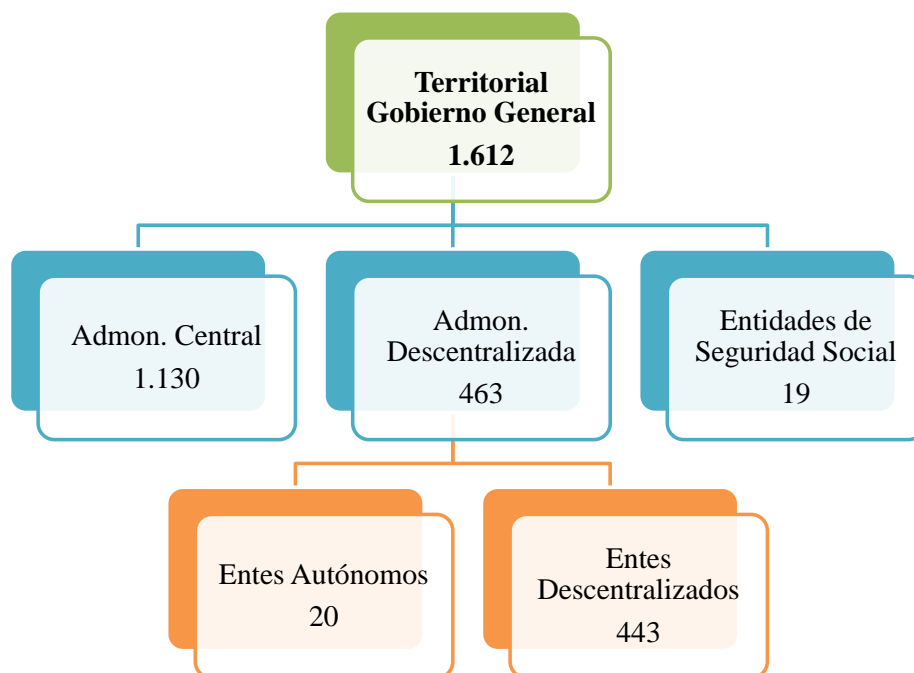 Territorial
Gobierno General
1.612
Admon. Central
1.130
Admon.
Descentralizada
463
Entidades de
Seguridad Social
19
Entes Autónomos
20
Entes
Descentralizados
443